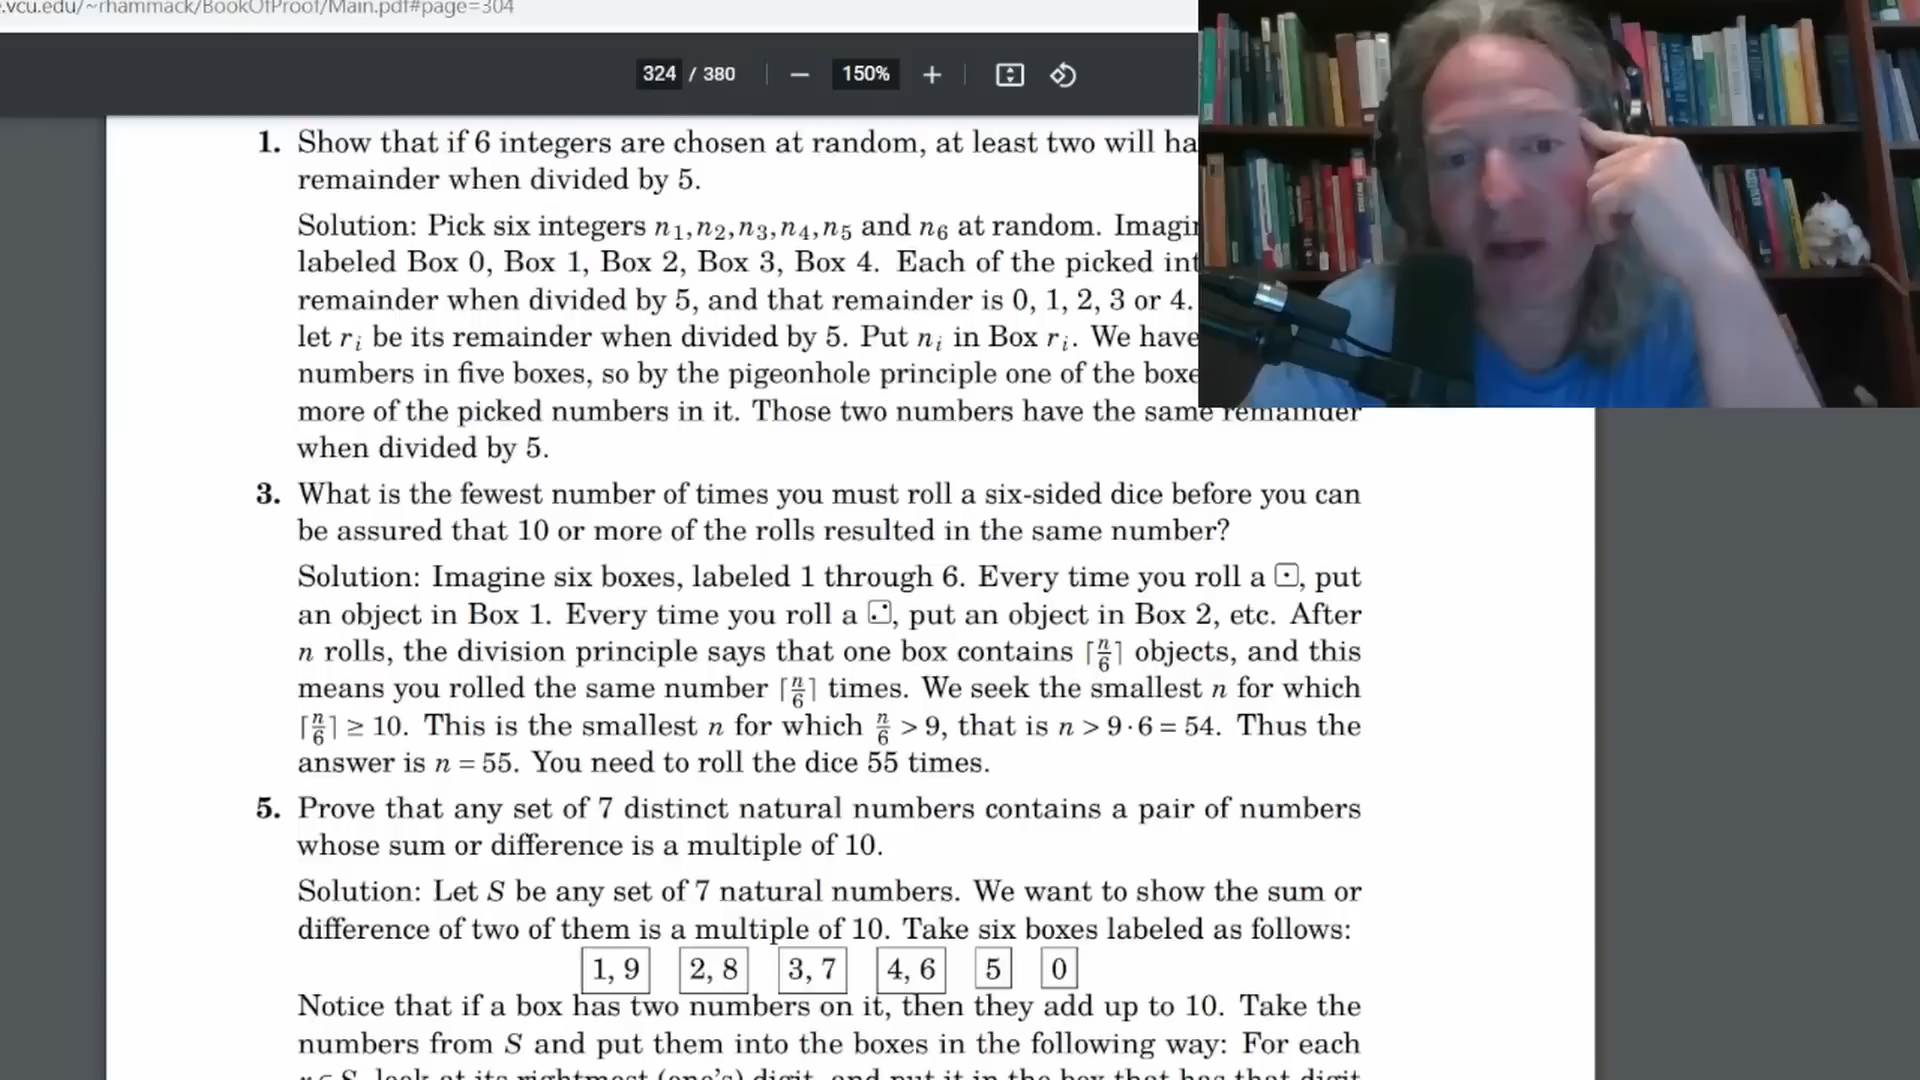 .vcu.edu/~rhammack/BookOfProof/Main.pdf#page=304
324 / 380
150%
1. Show that if 6 integers are chosen at random, at least two will ha
remainder when divided by 5.
Solution: Pick six integers n₁,n₂,n₃,n₄,n₅ and n₆ at random. Imagin
labeled Box 0, Box 1, Box 2, Box 3, Box 4. Each of the picked int
remainder when divided by 5, and that remainder is 0, 1, 2, 3 or 4.
let rᵢ be its remainder when divided by 5. Put nᵢ in Box rᵢ. We have
numbers in five boxes, so by the pigeonhole principle one of the boxe
more of the picked numbers in it. Those two numbers have the same remainder
when divided by 5.
3. What is the fewest number of times you must roll a six-sided dice before you can
be assured that 10 or more of the rolls resulted in the same number?
Solution: Imagine six boxes, labeled 1 through 6. Every time you roll a ⚀, put
an object in Box 1. Every time you roll a ⚁, put an object in Box 2, etc. After
n rolls, the division principle says that one box contains ⌈n/6⌉ objects, and this
means you rolled the same number ⌈n/6⌉ times. We seek the smallest n for which
⌈n/6⌉ ≥ 10. This is the smallest n for which n/6 > 9, that is n > 9·6 = 54. Thus the
answer is n = 55. You need to roll the dice 55 times.
5. Prove that any set of 7 distinct natural numbers contains a pair of numbers
whose sum or difference is a multiple of 10.
Solution: Let S be any set of 7 natural numbers. We want to show the sum or
difference of two of them is a multiple of 10. Take six boxes labeled as follows:
1, 9 2, 8 3, 7 4, 6 5 0
Notice that if a box has two numbers on it, then they add up to 10. Take the
numbers from S and put them into the boxes in the following way: For each
n ∈ S, look at its rightmost (one's) digit, and put it in the box that has that digit